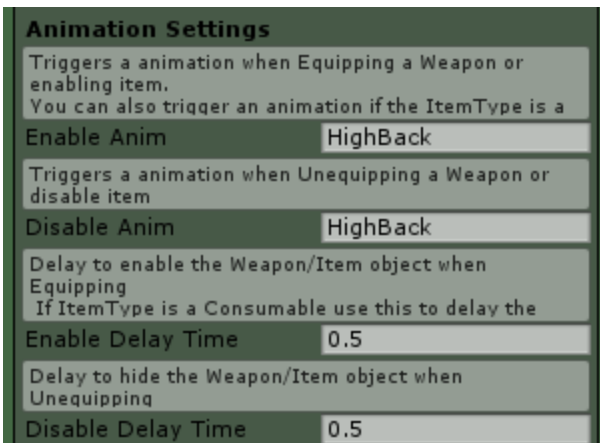 Animation Settings
Triggers a animation when Equipping a Weapon or
enabling item.
You can also trigger an animation if the ItemType is a
Enable Anim HighBack
Triggers a animation when Unequipping a Weapon or
disable item
Disable Anim HighBack
Delay to enable the Weapon/Item object when
Equipping
If ItemType is a Consumable use this to delay the
Enable Delay Time 0.5
Delay to hide the Weapon/Item object when
Unequipping
Disable Delay Time 0.5